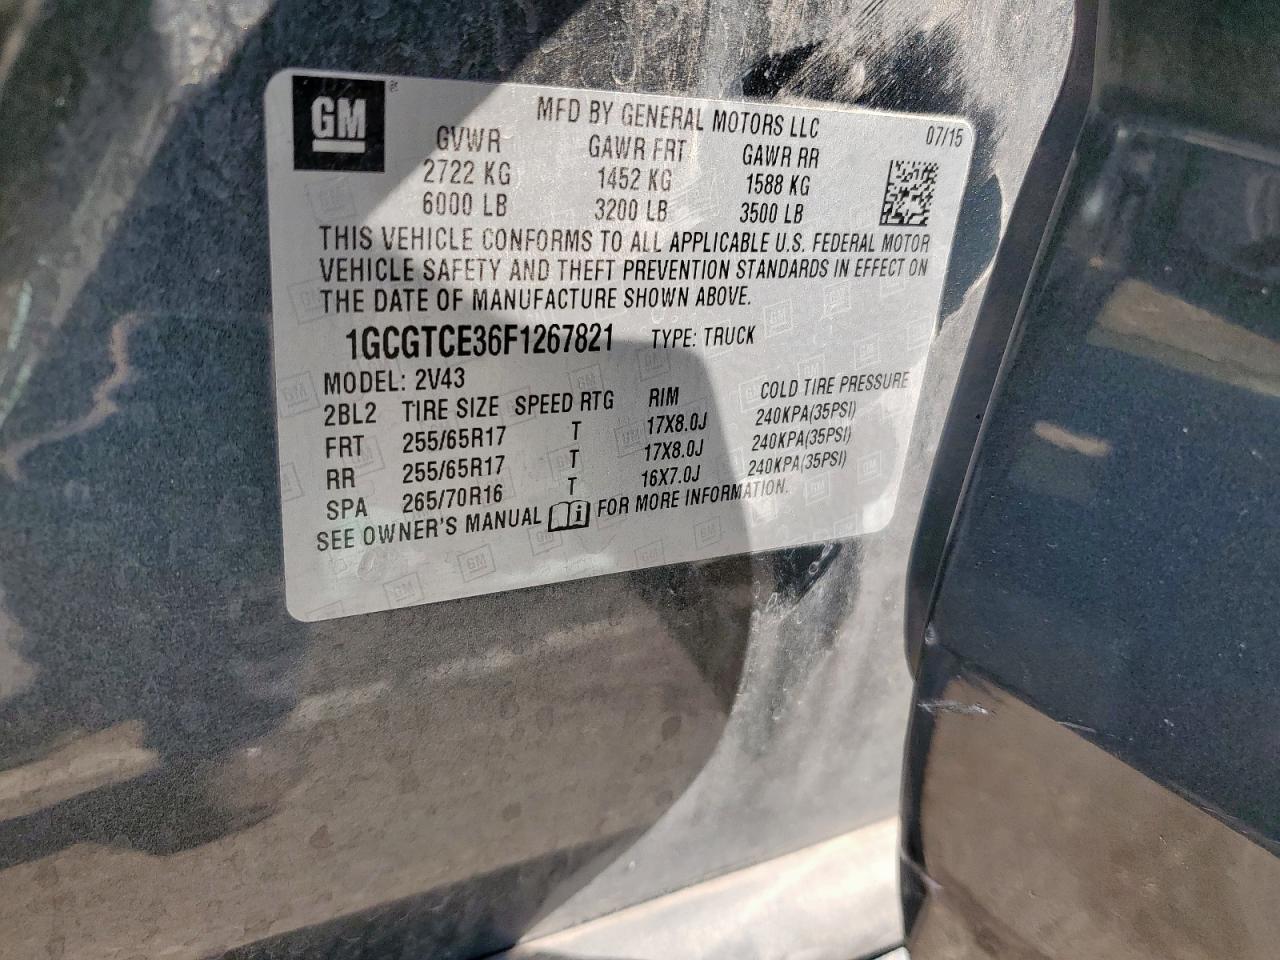 GM ®
MFD BY GENERAL MOTORS LLC 07/15
GVWR GAWR FRT GAWR RR
2722 KG 1452 KG 1588 KG
6000 LB 3200 LB 3500 LB
THIS VEHICLE CONFORMS TO ALL APPLICABLE U.S. FEDERAL MOTOR
VEHICLE SAFETY AND THEFT PREVENTION STANDARDS IN EFFECT ON
THE DATE OF MANUFACTURE SHOWN ABOVE.
1GCGTCE36F1267821 TYPE: TRUCK
MODEL: 2V43
2BL2 TIRE SIZE SPEED RTG RIM COLD TIRE PRESSURE
FRT 255/65R17 T 17X8.0J 240KPA(35PSI)
RR 255/65R17 T 17X8.0J 240KPA(35PSI)
SPA 265/70R16 T 16X7.0J 240KPA(35PSI)
SEE OWNER'S MANUAL i FOR MORE INFORMATION.